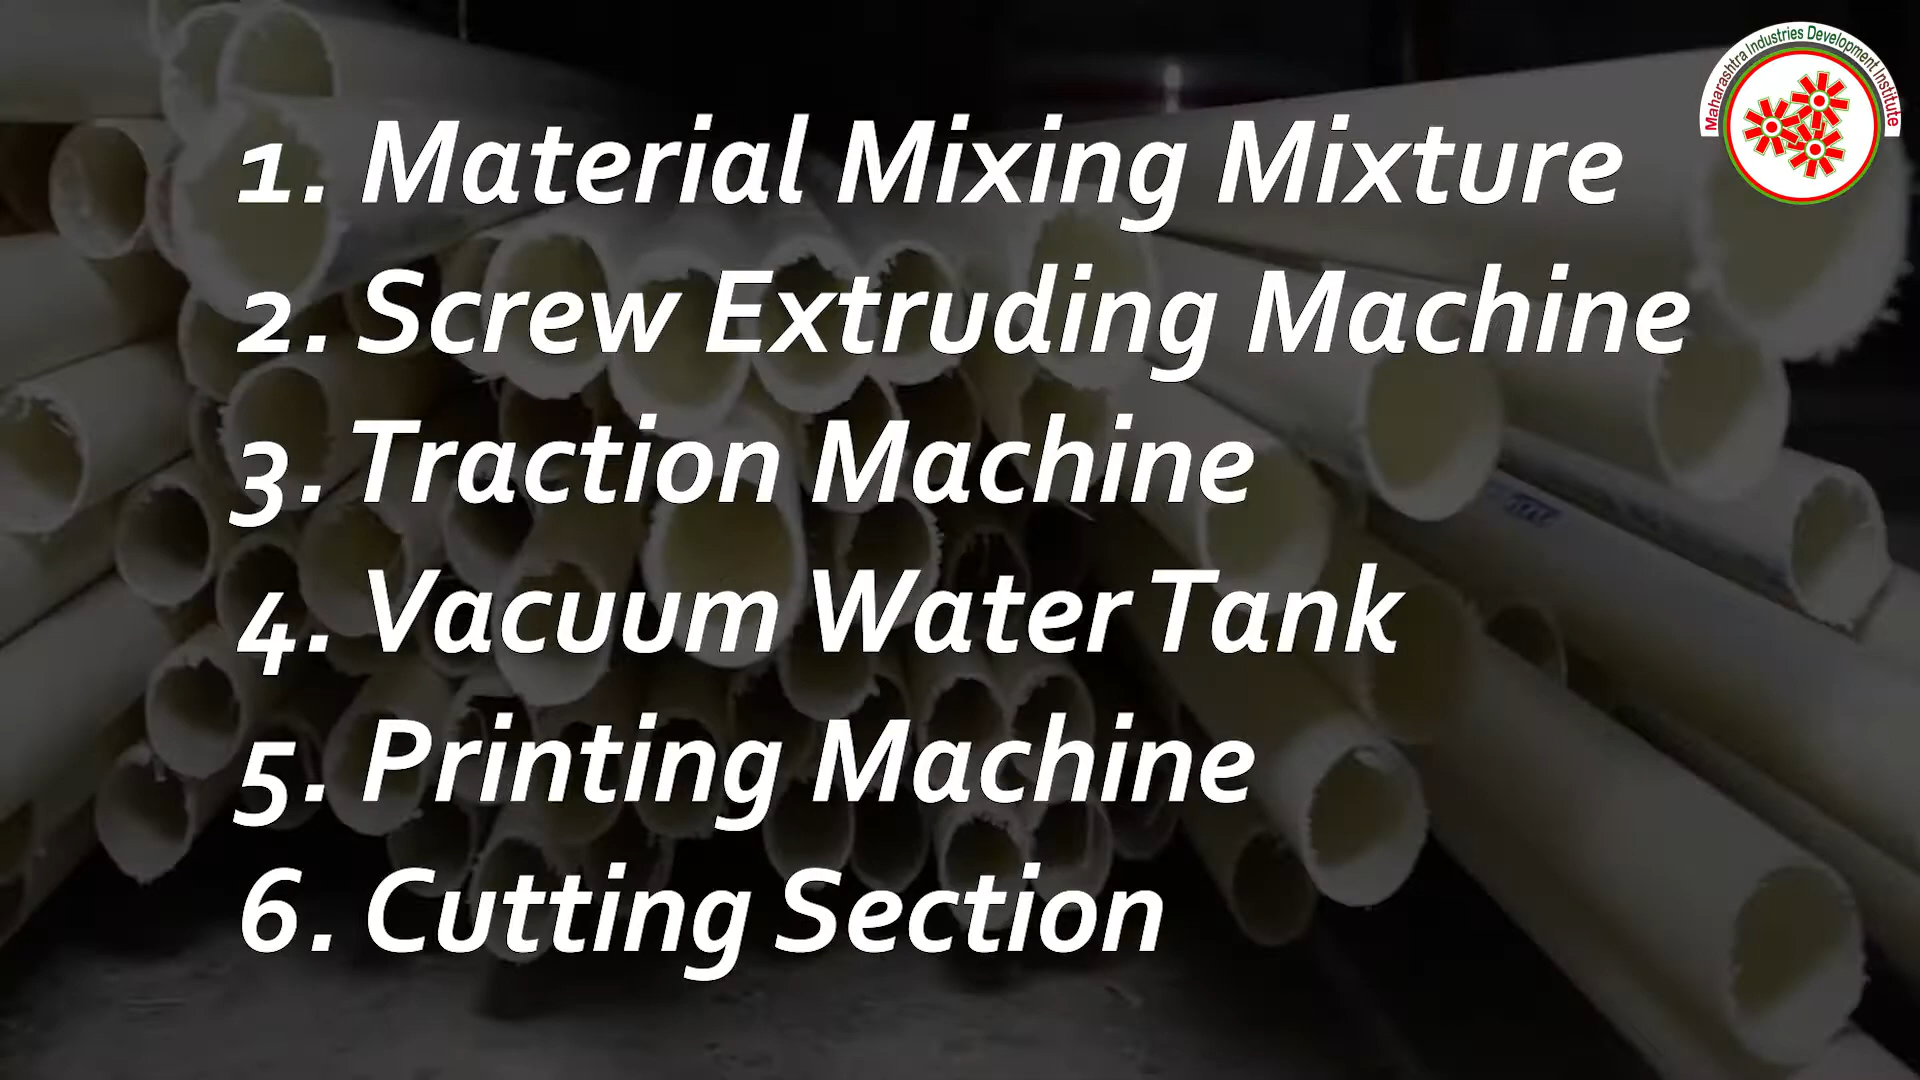 Maharashtra Industries Development Institute
1. Material Mixing Mixture
2. Screw Extruding Machine
3. Traction Machine
4. Vacuum Water Tank
5. Printing Machine
6. Cutting Section